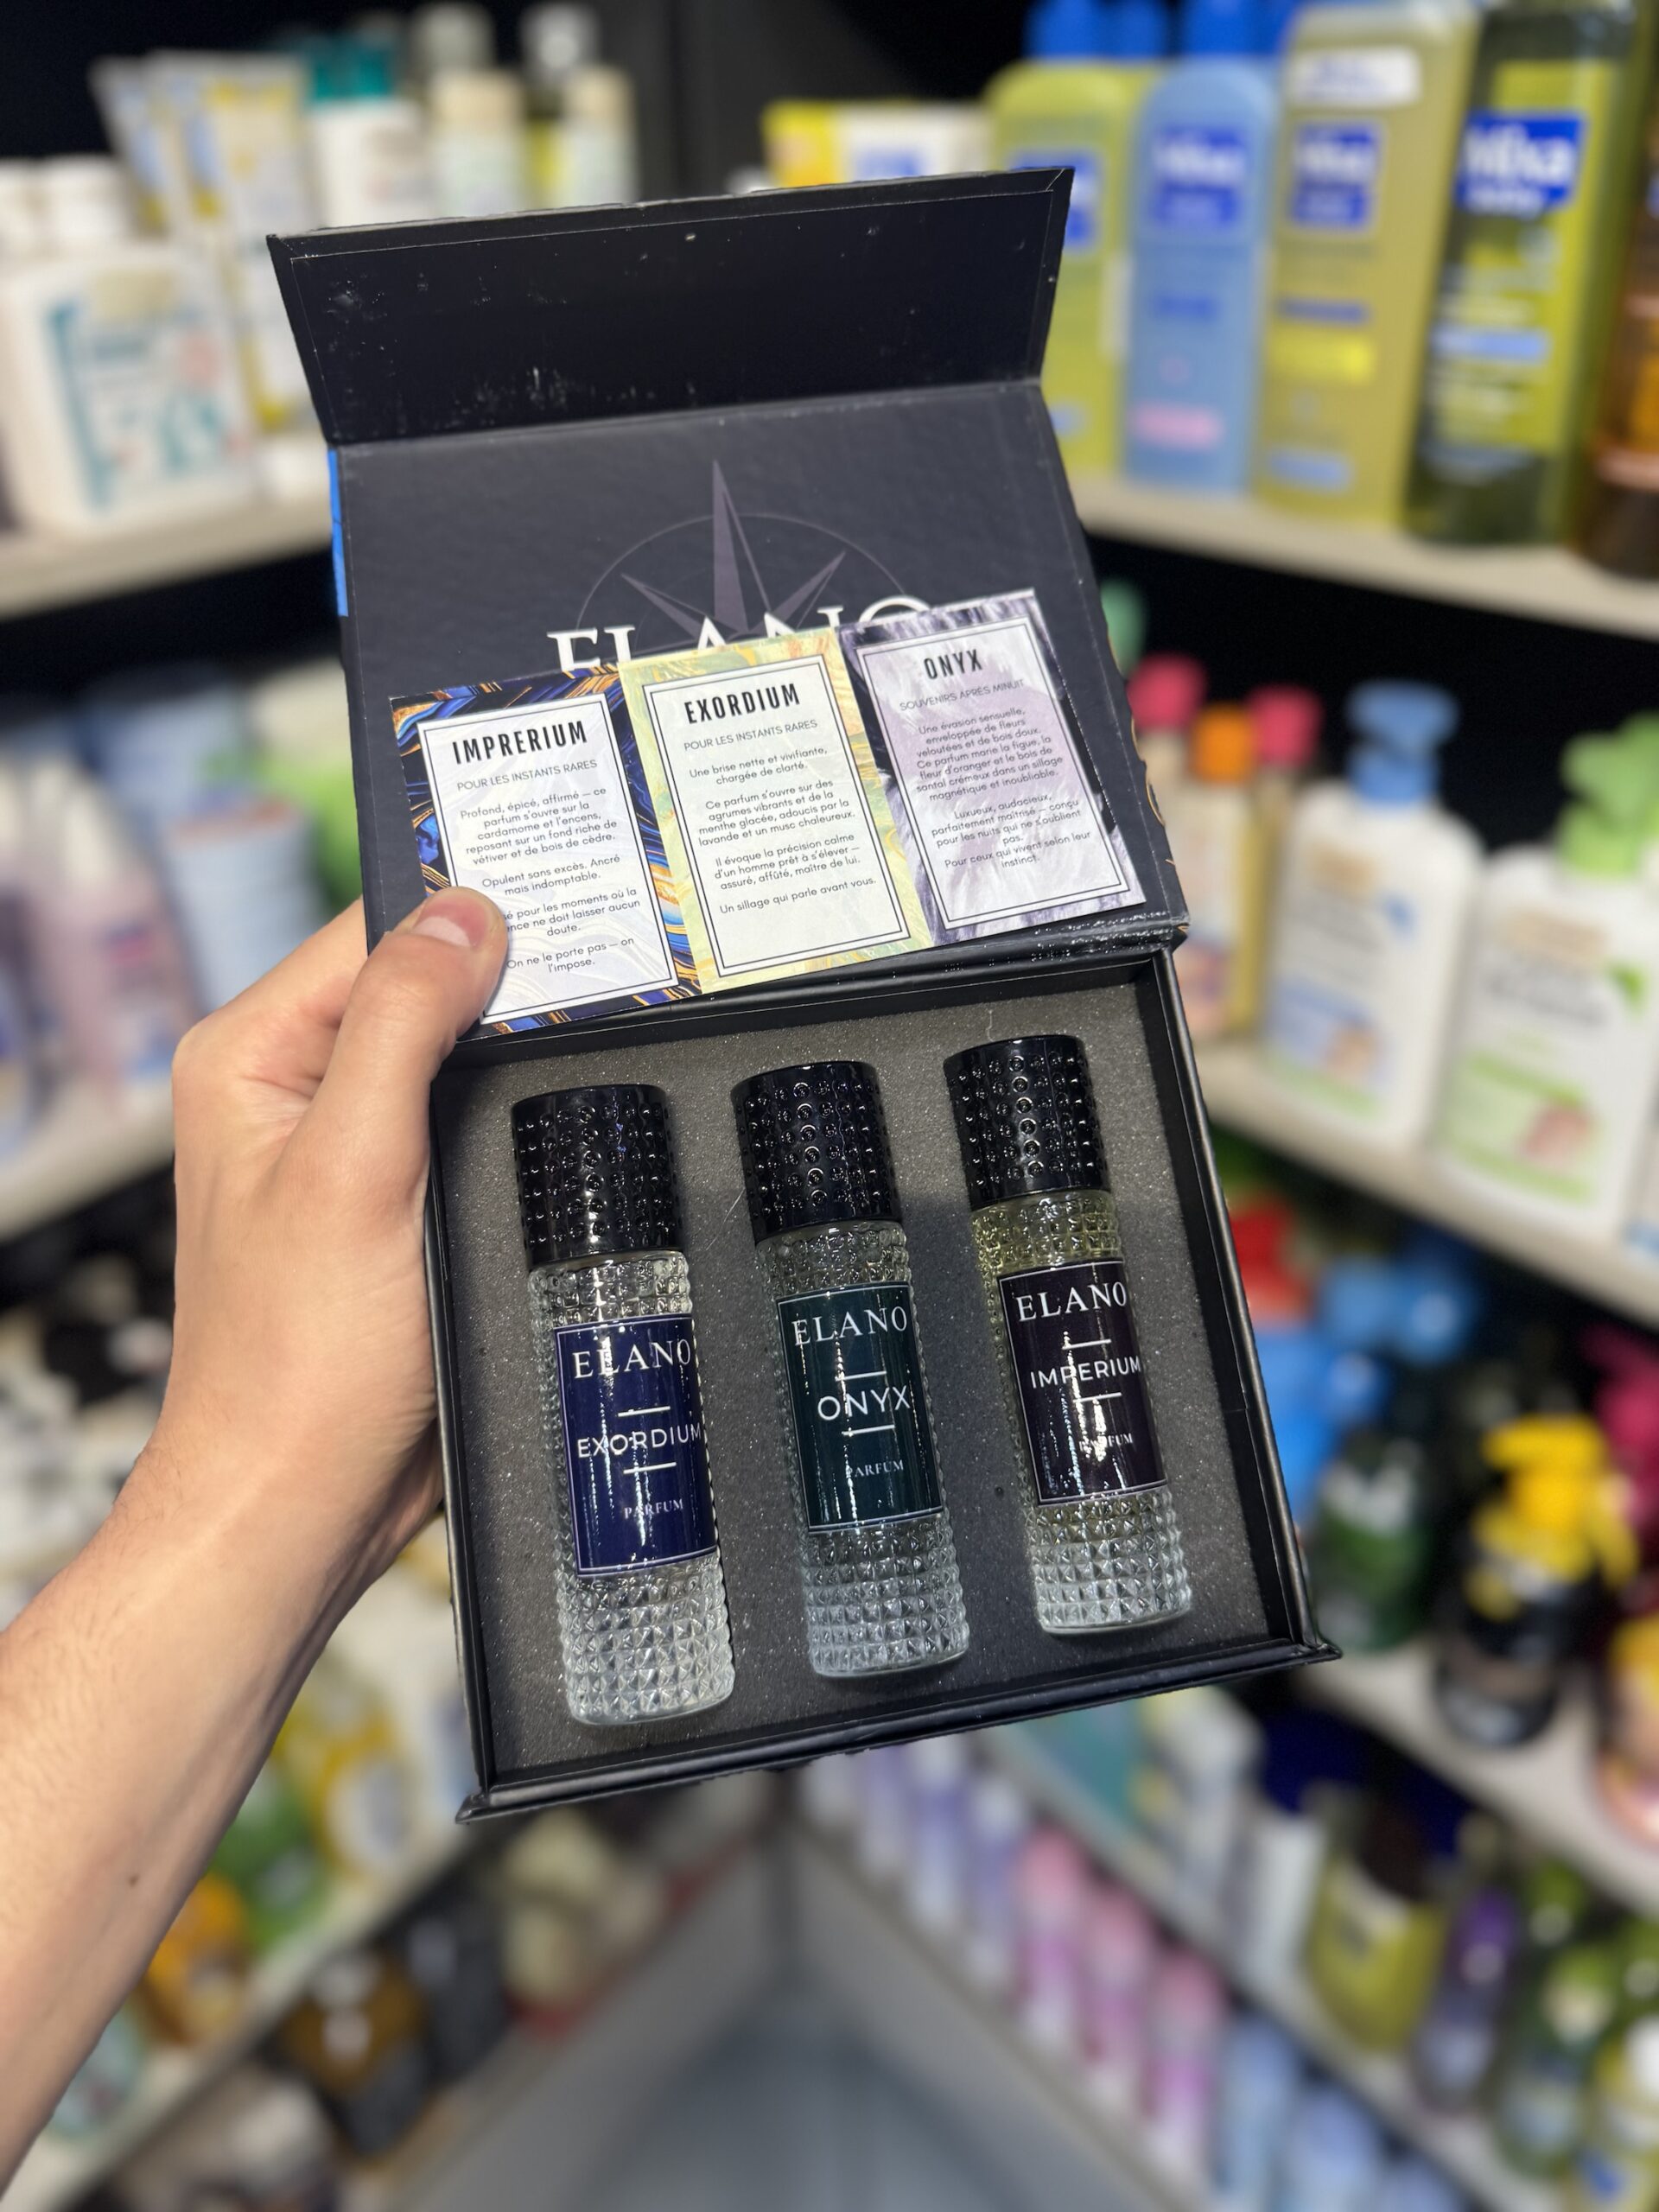 ELANO
IMPRERIUM
POUR LES INSTANTS RARES
Profond, épicé, affirmé – ce
parfum s'ouvre sur la
cardamome et l'encens,
reposant sur un fond riche de
vétiver et de bois de cèdre.
Opulent sans excès. Ancré
mais indomptable.
pour les moments où la
ne doit laisser aucun
doute.
On ne le porte pas – on
l'impose.
EXORDIUM
POUR LES INSTANTS RARES
Une brise nette et vivifiante,
chargée de clarté.
Ce parfum s'ouvre sur des
agrumes vibrants et de la
menthe glacée, adoucis par la
lavande et un musc chaleureux.
Il évoque la précision calme
d'un homme prêt à s'élever –
assuré, affûté, maître de lui.
Un sillage qui parle avant vous.
ONYX
SOUVENIRS APRÈS MINUIT
Une évasion sensuelle,
enveloppée de fleurs
veloutées et de bois doux.
Ce parfum marie la figue, la
fleur d'oranger et le bois de
santal crémeux dans un sillage
magnétique et inoubliable.
Luxueux, audacieux,
parfaitement maîtrisé – conçu
pour les nuits qui ne s'oublient
pas.
Pour ceux qui vivent selon leur
instinct.
ELANO
EXORDIUM
PARFUM
ELANO
ONYX
PARFUM
ELANO
IMPERIUM
PARFUM
Mixa
baby